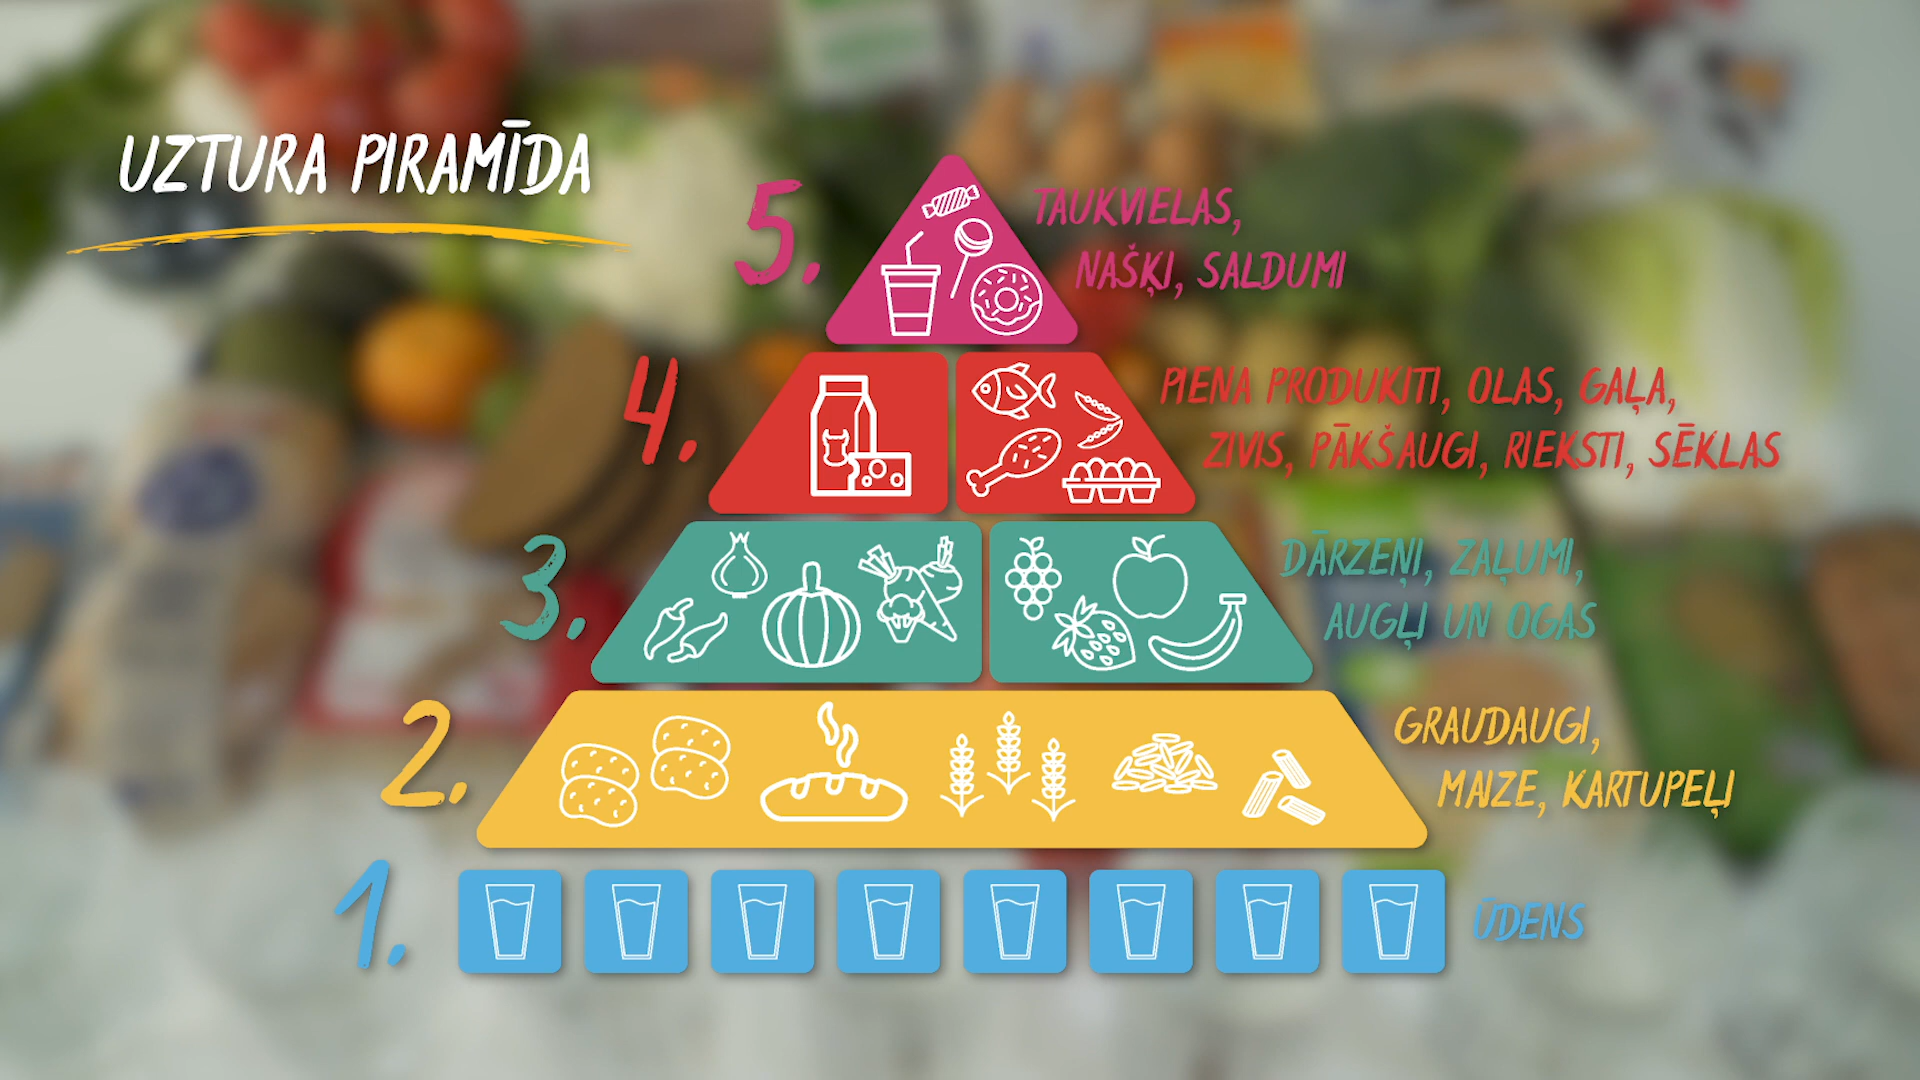 UZTURA PIRAMĪDA
5.
TAUKVIELAS,
NAŠĶI, SALDUMI
4.
PIENA PRODUKTI, OLAS, GAĻA,
ZIVIS, PĀKŠAUGI, RIEKSTI, SĒKLAS
3.
DĀRZEŅI, ZAĻUMI,
AUGĻI UN OGAS
2.
GRAUDAUGI,
MAIZE, KARTUPEĻI
1.
ŪDENS